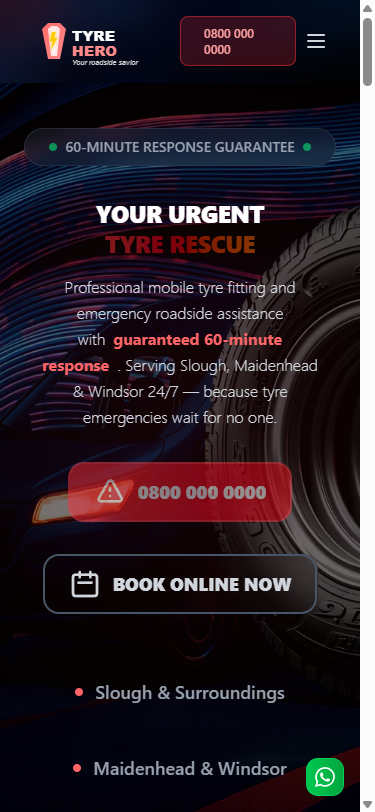 TYRE
HERO
Your roadside savior
0800 000
0000
60-MINUTE RESPONSE GUARANTEE
YOUR URGENT
TYRE RESCUE
Professional mobile tyre fitting and
emergency roadside assistance
with guaranteed 60-minute
response . Serving Slough, Maidenhead
& Windsor 24/7 — because tyre
emergencies wait for no one.
0800 000 0000
BOOK ONLINE NOW
Slough & Surroundings
Maidenhead & Windsor